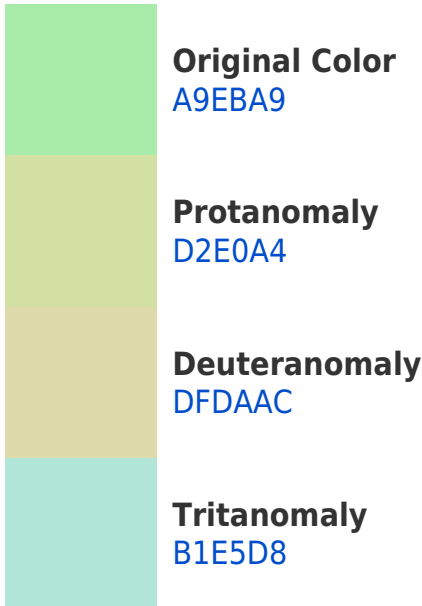 Original Color
A9EBA9
Protanomaly
D2E0A4
Deuteranomaly
DFDAAC
Tritanomaly
B1E5D8